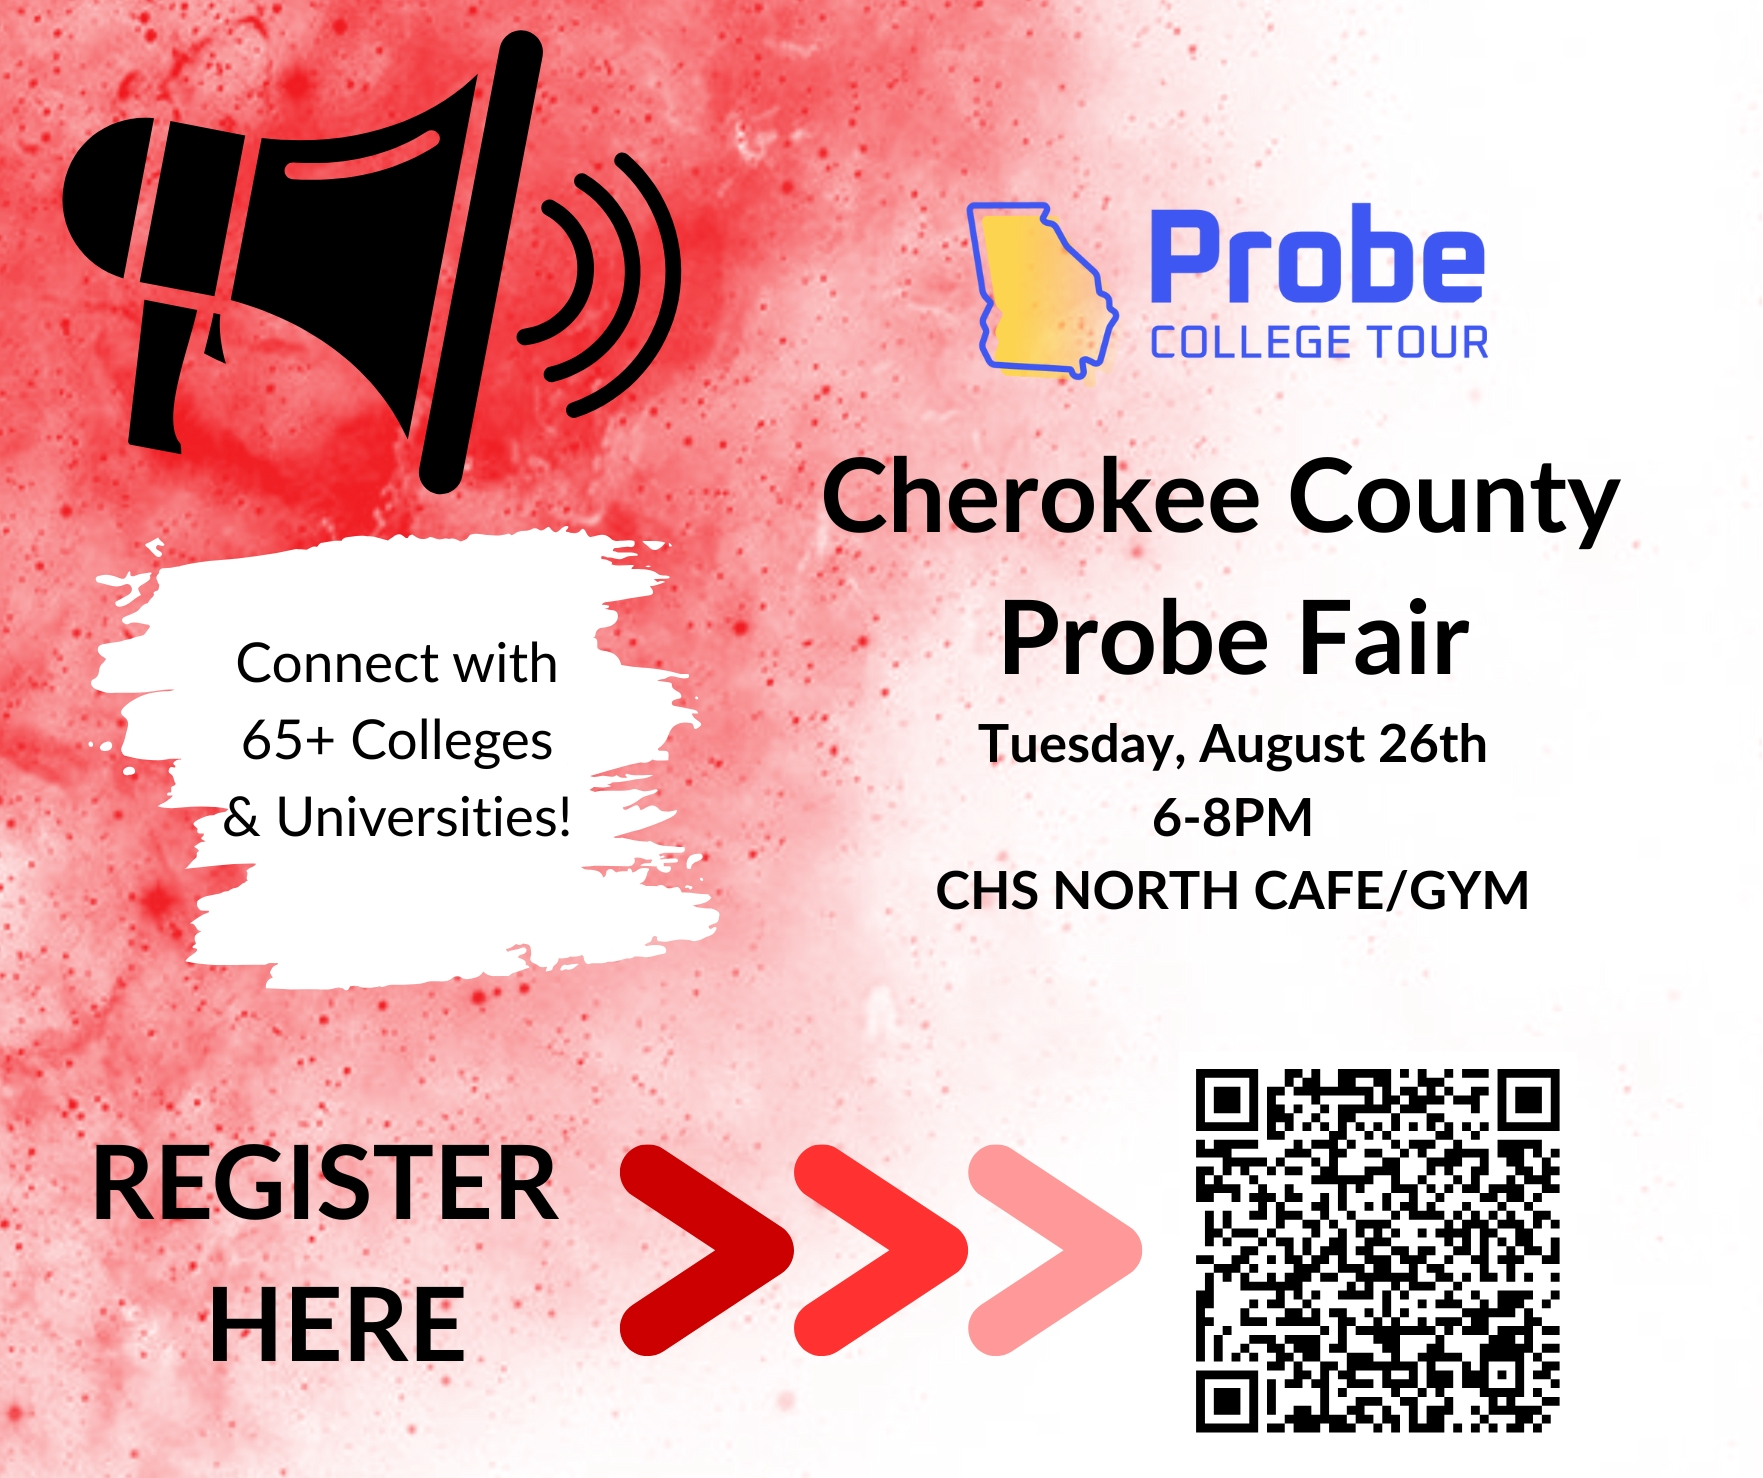 Probe
COLLEGE TOUR
Cherokee County
Probe Fair
Tuesday, August 26th
6-8PM
CHS NORTH CAFE/GYM
Connect with
65+ Colleges
& Universities!
REGISTER
HERE